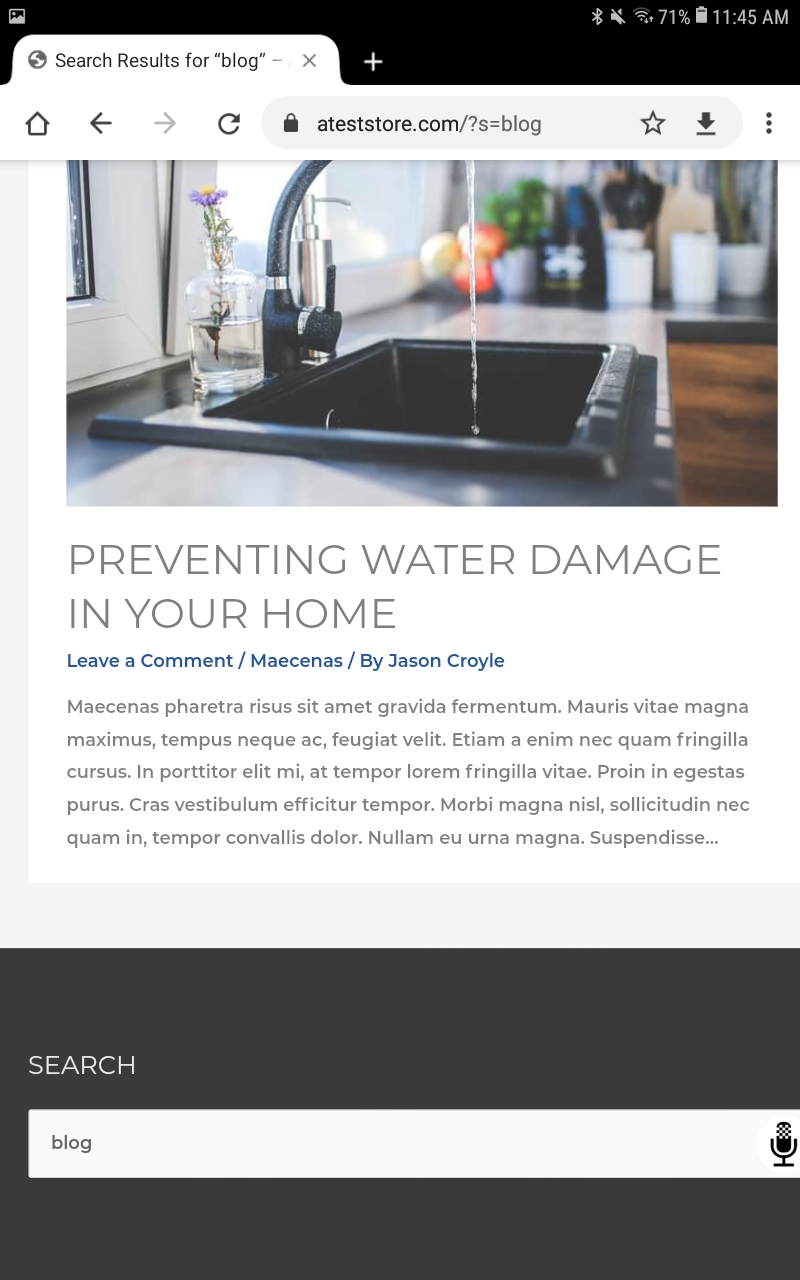 71% 11:45 AM
Search Results for “blog” –
ateststore.com/?s=blog
PREVENTING WATER DAMAGE
IN YOUR HOME
Leave a Comment / Maecenas / By Jason Croyle
Maecenas pharetra risus sit amet gravida fermentum. Mauris vitae magna
maximus, tempus neque ac, feugiat velit. Etiam a enim nec quam fringilla
cursus. In porttitor elit mi, at tempor lorem fringilla vitae. Proin in egestas
purus. Cras vestibulum efficitur tempor. Morbi magna nisl, sollicitudin nec
quam in, tempor convallis dolor. Nullam eu urna magna. Suspendisse...
SEARCH
blog